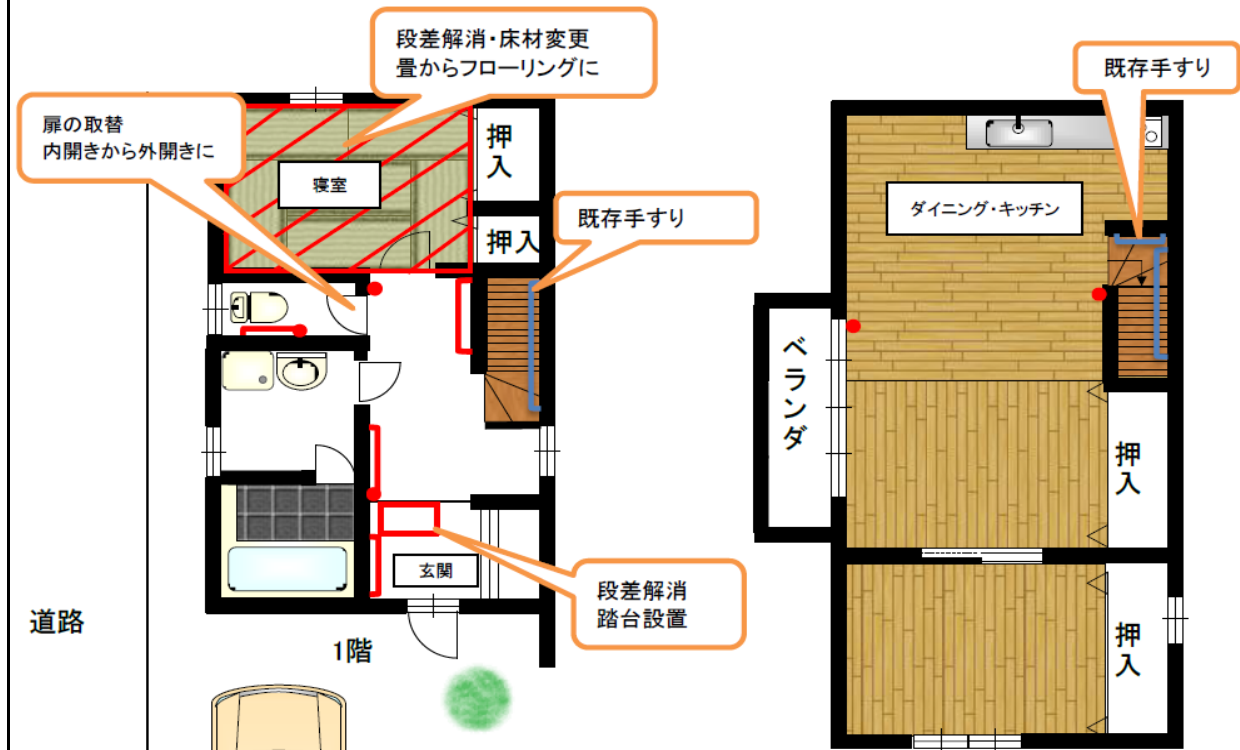 段差解消・床材変更
畳からフローリングに
既存手すり
扉の取替
内開きから外開きに
押入
寝室
ダイニング・キッチン
既存手すり
押入
ベランダ
押入
玄関
段差解消
踏台設置
道路
1階
押入